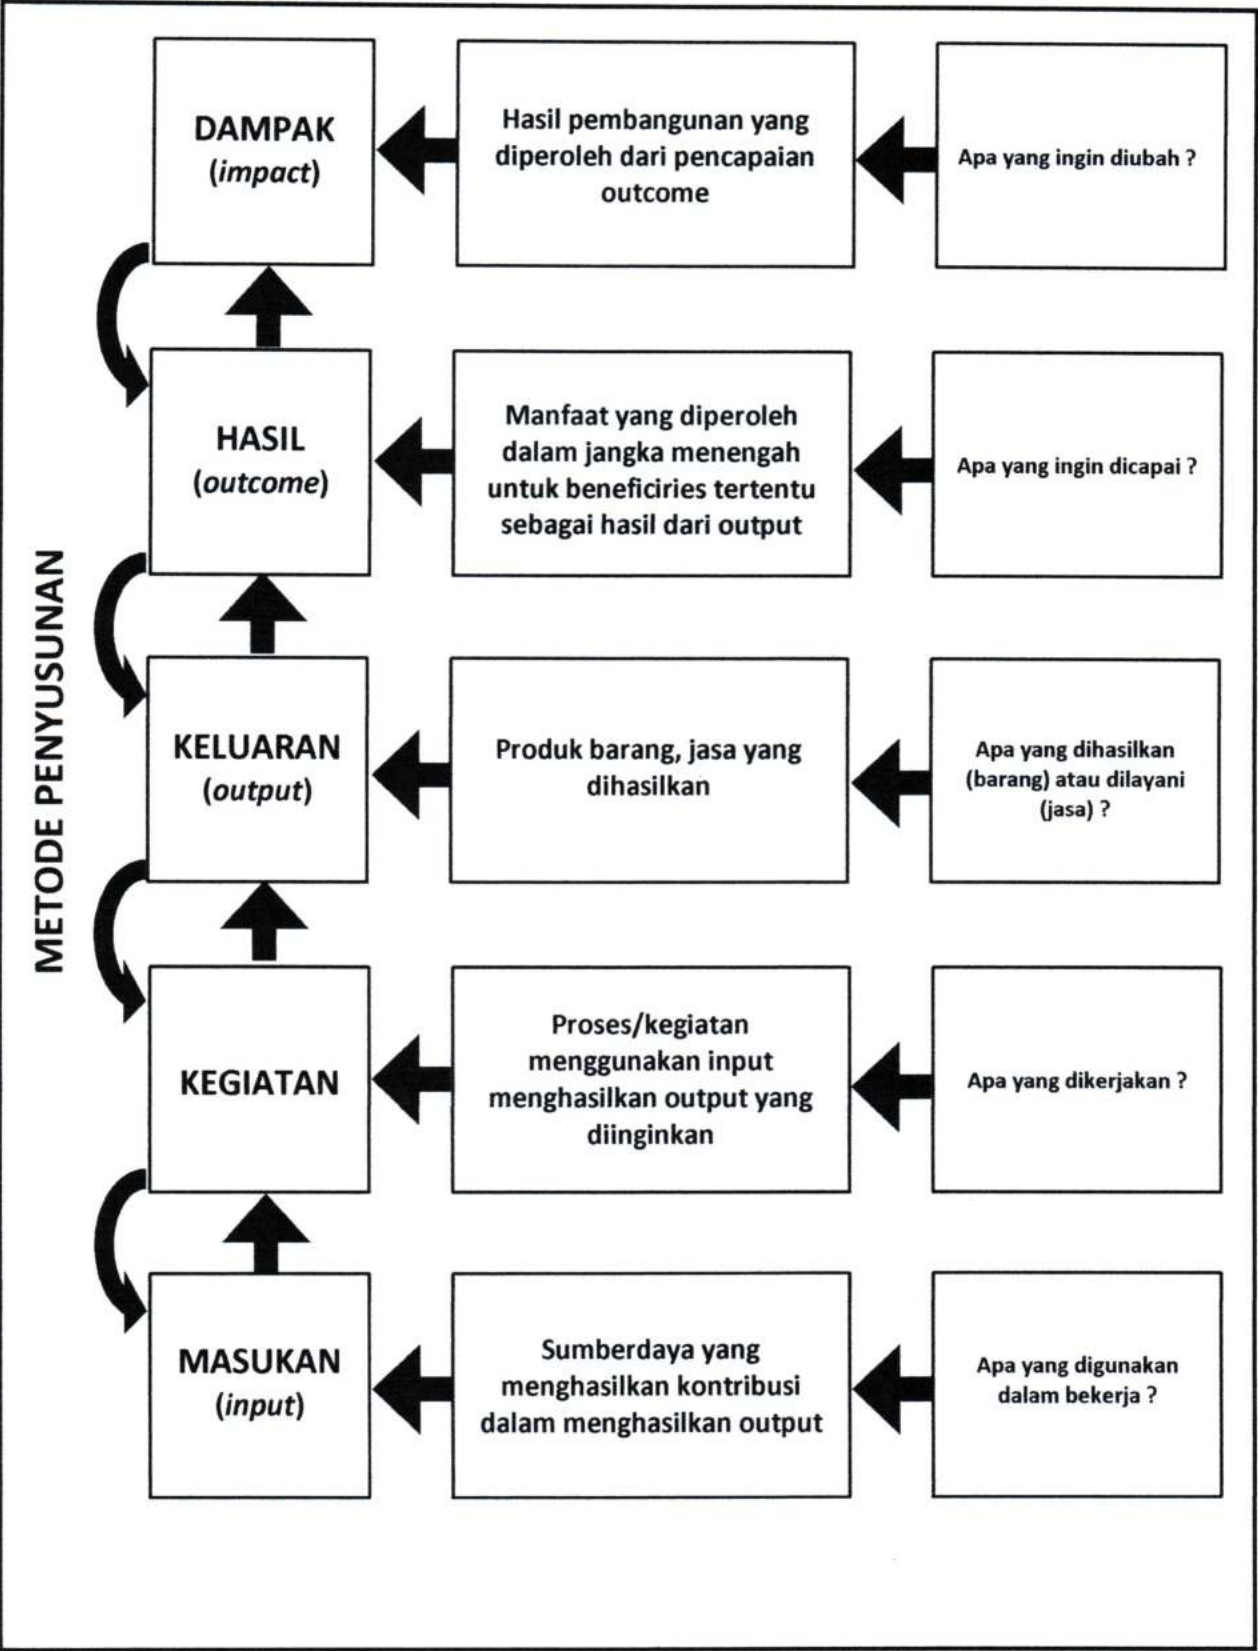 METODE PENYUSUNAN
DAMPAK
(impact)
Hasil pembangunan yang
diperoleh dari pencapaian
outcome
Apa yang ingin diubah ?
HASIL
(outcome)
Manfaat yang diperoleh
dalam jangka menengah
untuk beneficiries tertentu
sebagai hasil dari output
Apa yang ingin dicapai ?
KELUARAN
(output)
Produk barang, jasa yang
dihasilkan
Apa yang dihasilkan
(barang) atau dilayani
(jasa) ?
KEGIATAN
Proses/kegiatan
menggunakan input
menghasilkan output yang
diinginkan
Apa yang dikerjakan ?
MASUKAN
(input)
Sumberdaya yang
menghasilkan kontribusi
dalam menghasilkan output
Apa yang digunakan
dalam bekerja ?